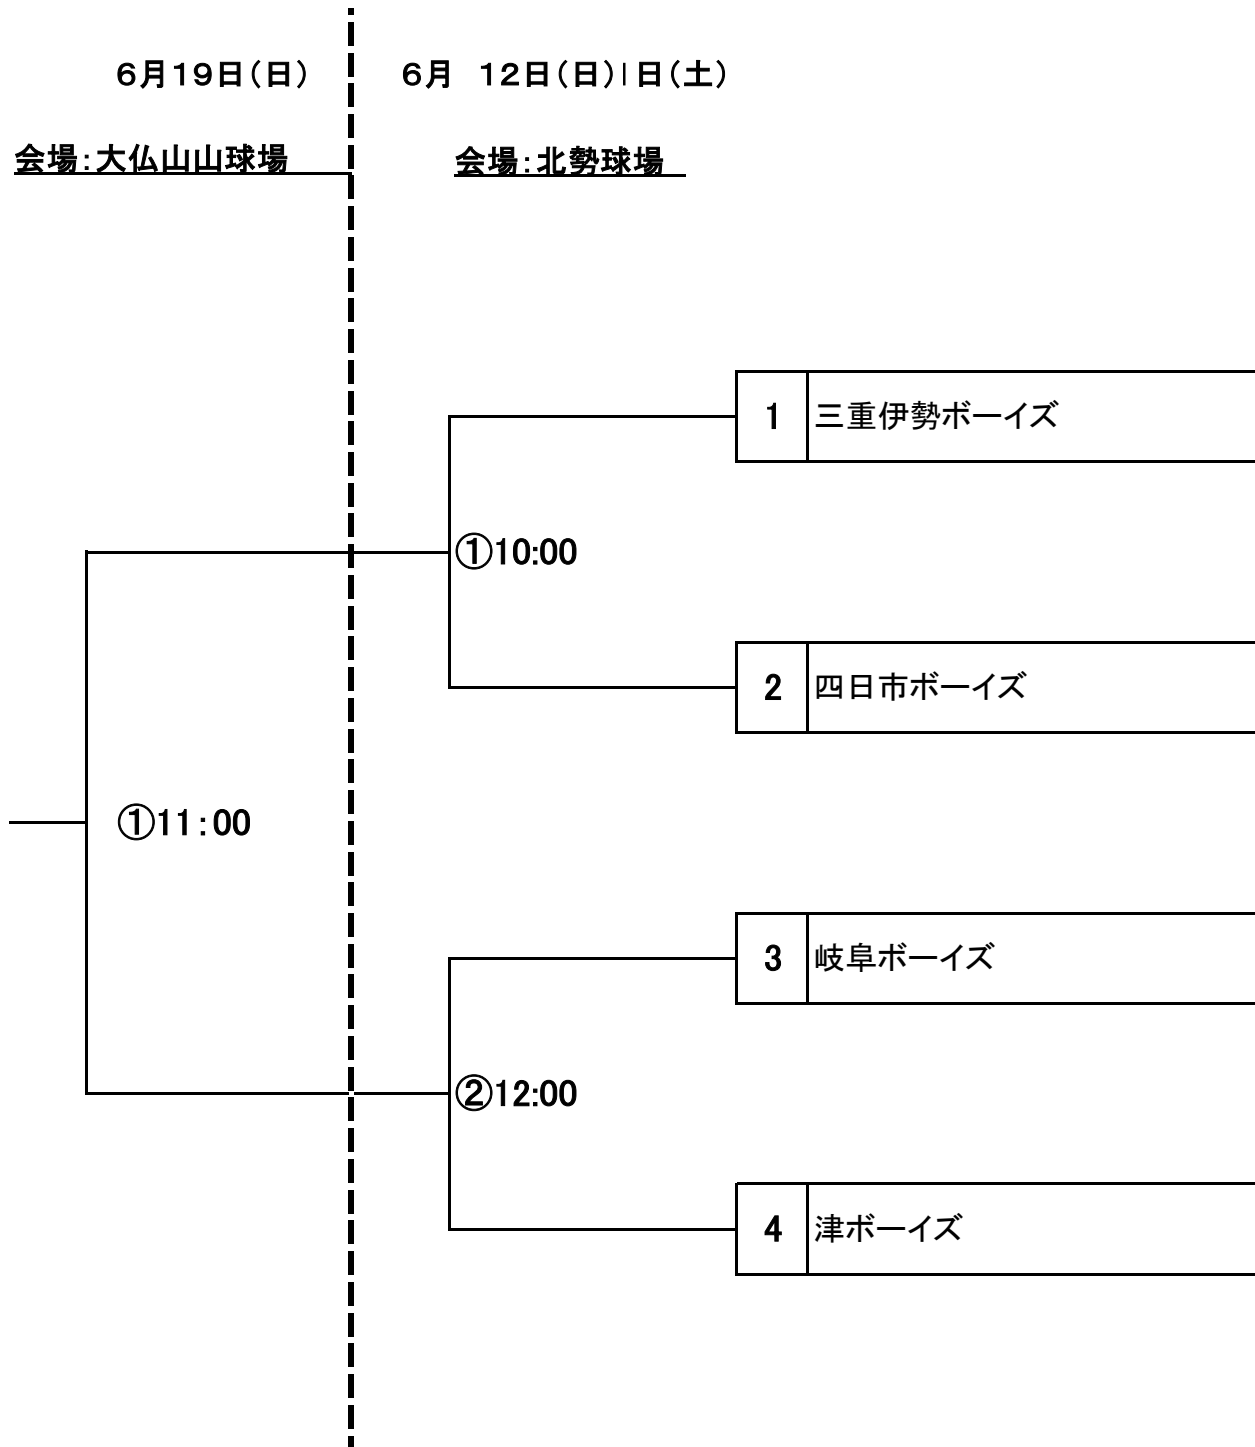 6月19日(日)
6月　12日(日)|日(土)
会場:大仏山山球場
会場:北勢球場
1 三重伊勢ボーイズ
①10:00
2 四日市ボーイズ
①11:00
3 岐阜ボーイズ
②12:00
4 津ボーイズ